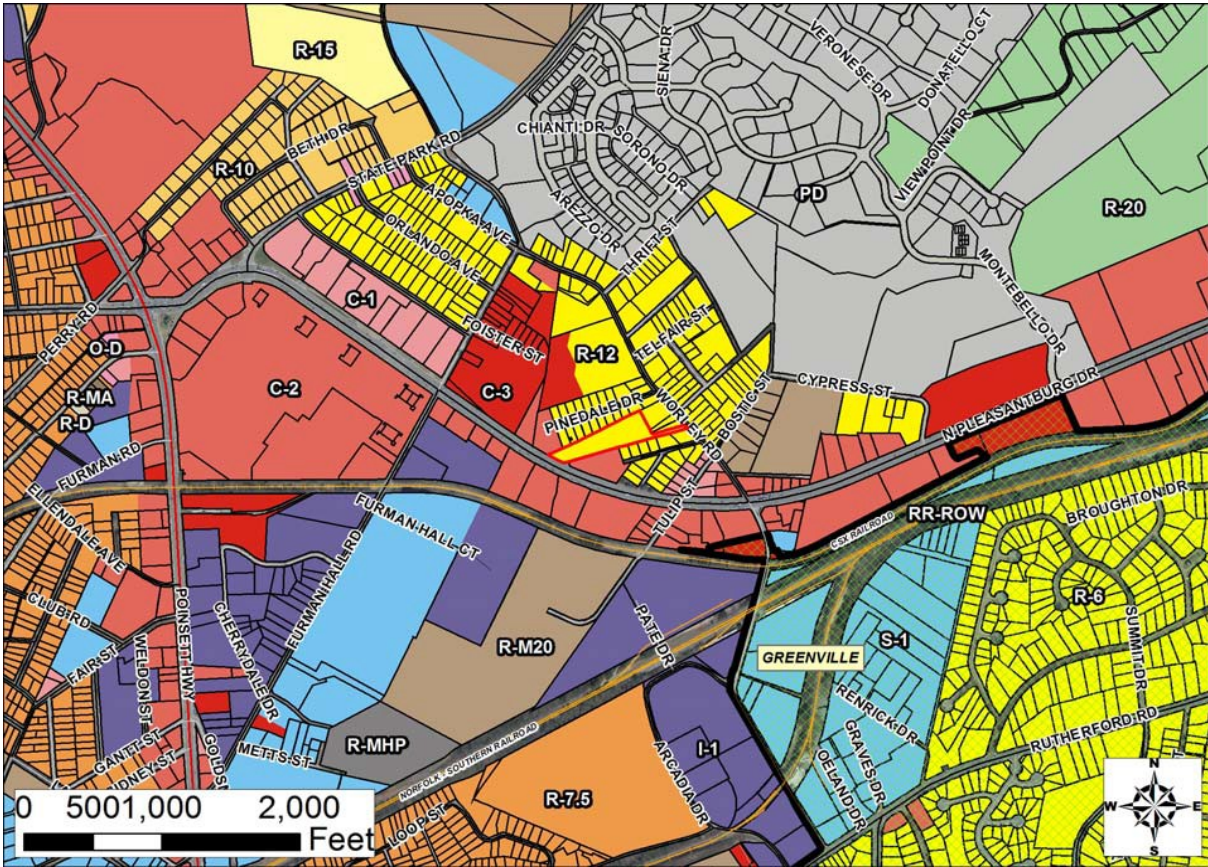 R-15
SIENA DR
VERONESE DR
DONATELLO CT
BETH DR
STATE PARK RD
CHIANTI DR
SORONO DR
VIEW POINT DR
R-10
APOPKA AVE
AREZZO DR
PD
R-20
ORLANDO AVE
THRIFT ST
MONTEBELLO DR
C-1
PERRY RD
FOISTER ST
TELFAIR ST
O-D
R-12
R-MA
C-2
C-3
CYPRESS ST
R-D
PINEDALE DR
WORLEY RD
BOSTIC ST
N PLEASANTBURG DR
FURMAN RD
ELLENDALE AVE
FURMAN HALL CT
TULIP ST
RR-ROW
CSX RAILROAD
BROUGHTON DR
CLUB RD
POINSETT HWY
CHERNDALE DR
FURMAN HALL RD
PATE DR
R-6
SUMMIT DR
FAIR ST
WELDON ST
R-M20
S-1
GREENVILLE
RENRICK DR
GANTT ST
METTS ST
R-MHP
NORFOLK - SOUTHERN RAILROAD
ARCADIA DR
I-1
GRAVES DR
RUTHERFORD RD
R-7.5
LOOP ST
N
W E
S
0 500 1,000 2,000
Feet